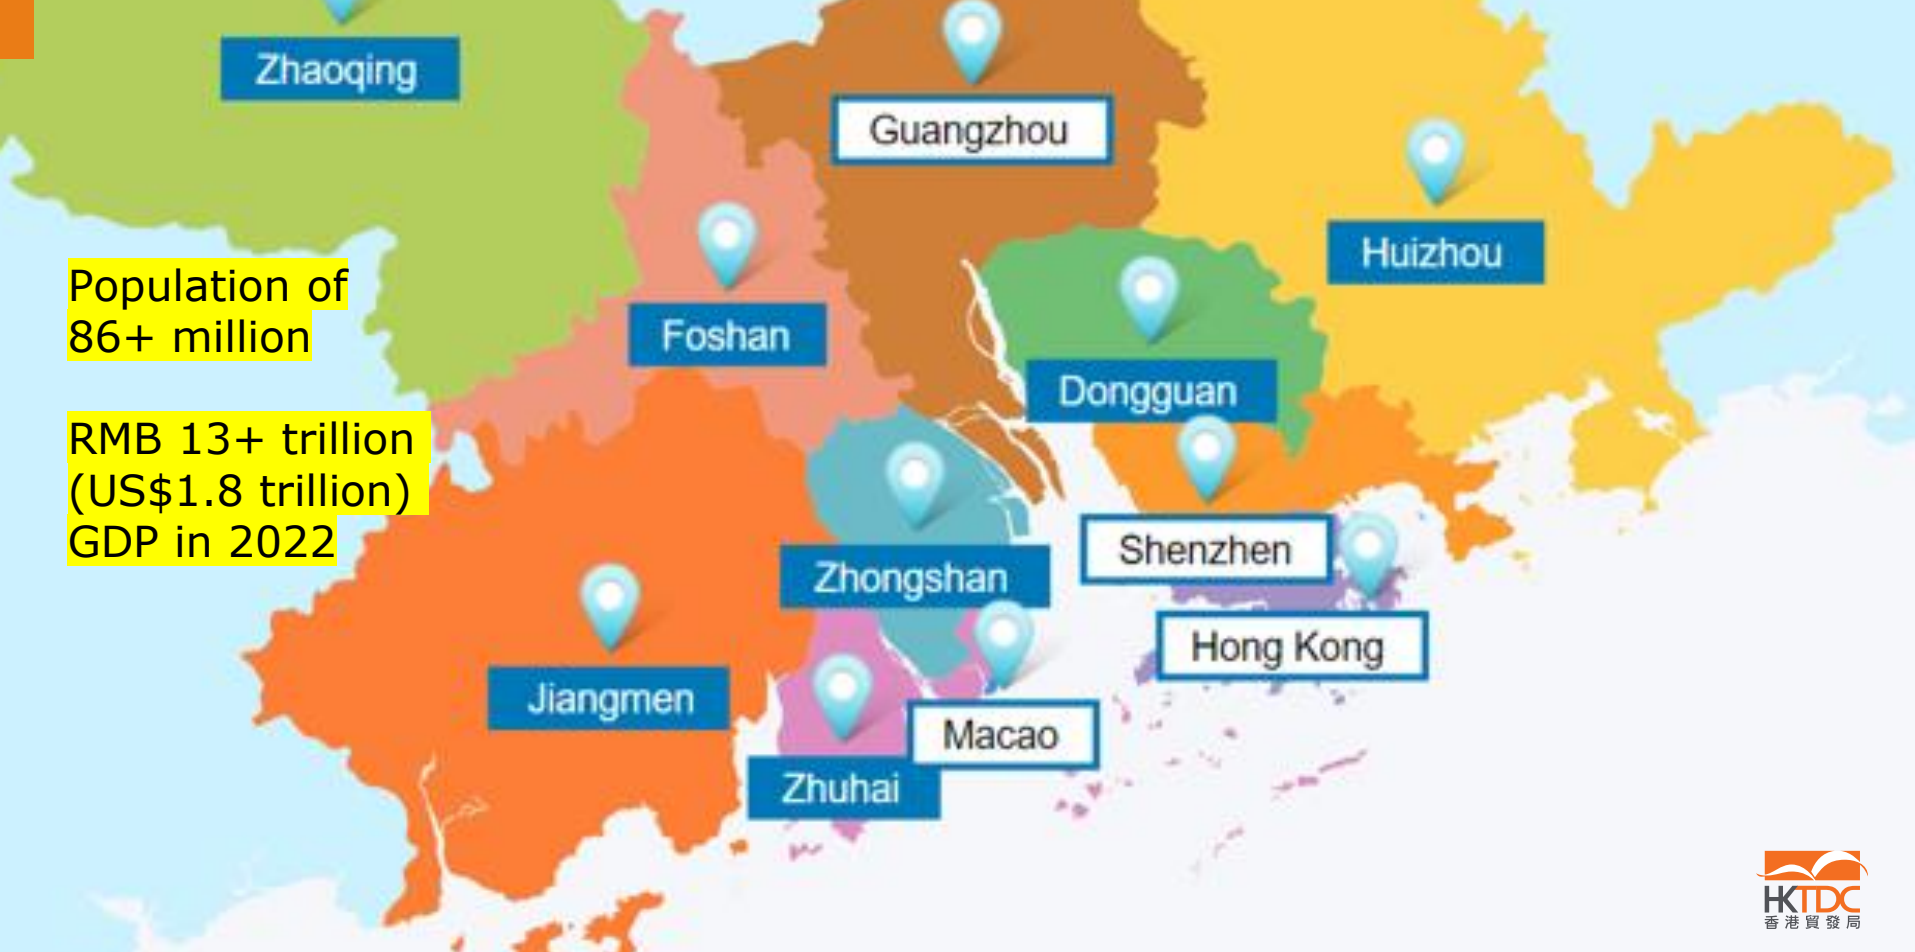 Zhaoqing
Guangzhou
Huizhou
Population of
86+ million
Foshan
Dongguan
RMB 13+ trillion
(US$1.8 trillion)
GDP in 2022
Shenzhen
Zhongshan
Hong Kong
Jiangmen
Macao
Zhuhai
HKTDC
香港貿發局